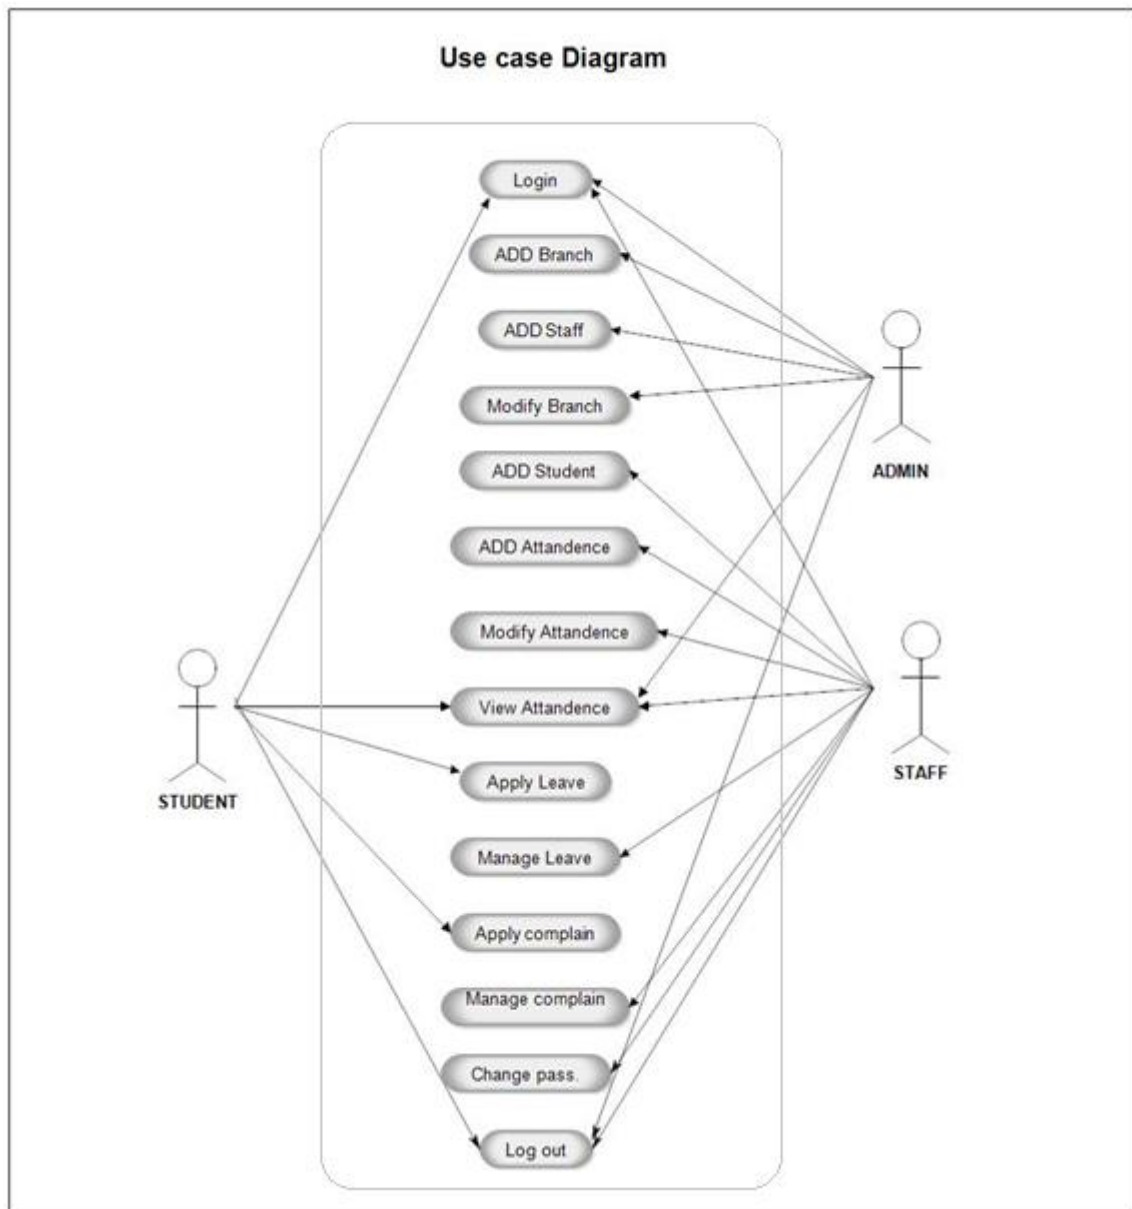 Use case Diagram
Login
ADD Branch
ADD Staff
Modify Branch
ADD Student
ADMIN
ADD Attandence
Modify Attandence
View Attandence
STUDENT
STAFF
Apply Leave
Manage Leave
Apply complain
Manage complain
Change pass.
Log out